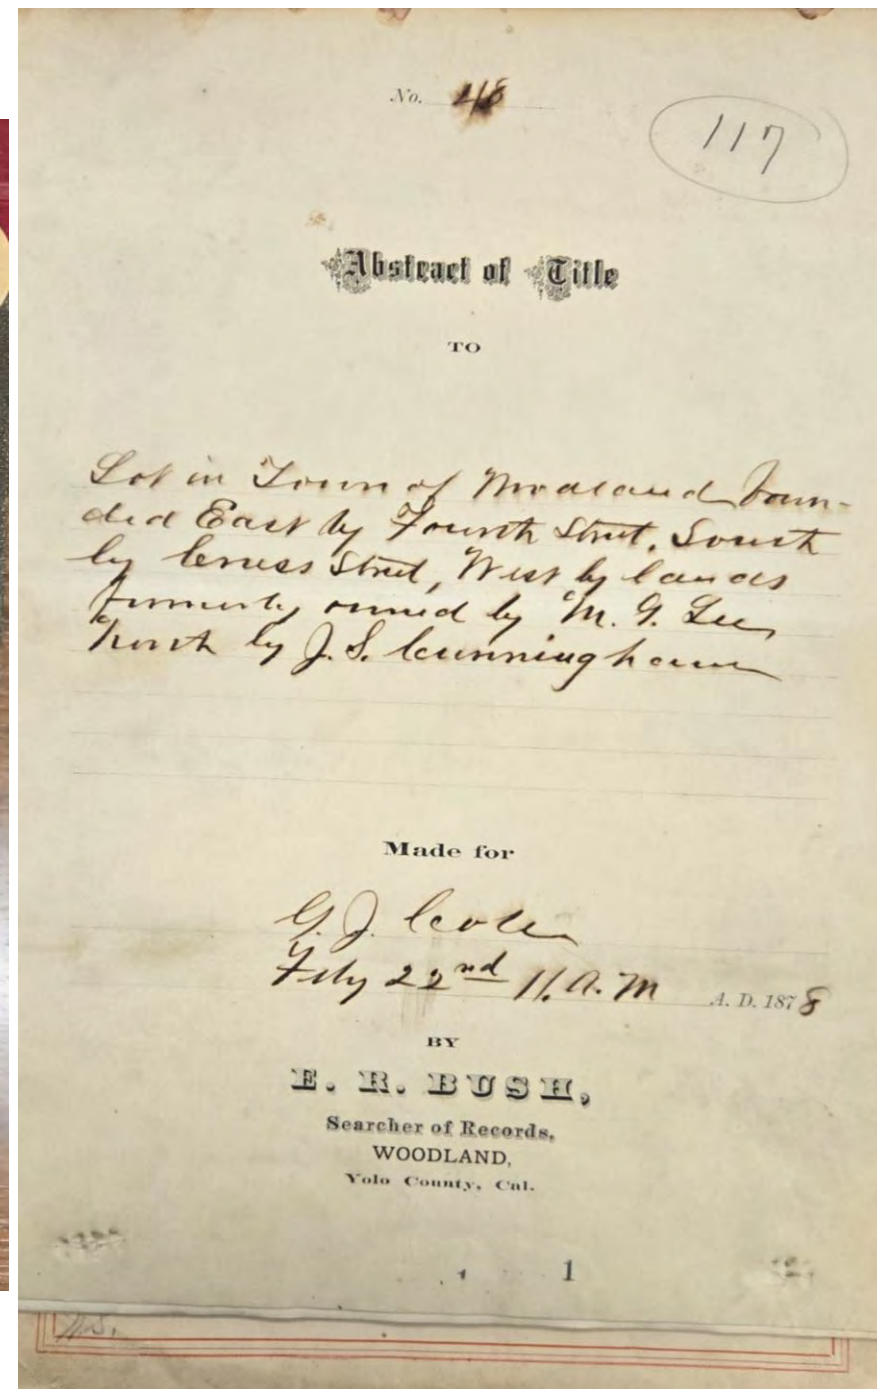 No. 48
117
Abstract of Title
TO
Lot in Town of Woodland boun-
ded East by Fourth Street, South
by Cross Street, West by lands
formerly owned by M. G. Lee
North by J. S. Cunningham
Made for
G. J. Cole
Feby 22nd 11. A. M A. D. 1878
BY
E. R. BUSH,
Searcher of Records,
WOODLAND,
Yolo County, Cal.
1